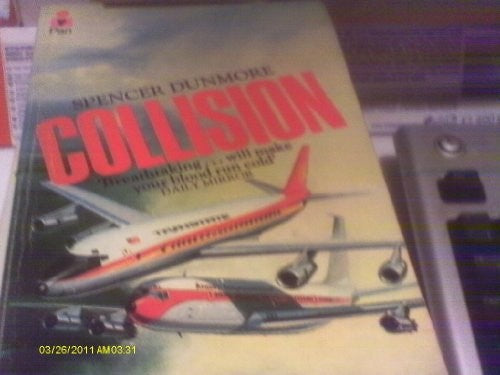 Pan
SPENCER DUNMORE
COLLISION
'Breathtaking ... will make
your blood run cold'
DAILY MIRROR
03/26/2011 AM03:31